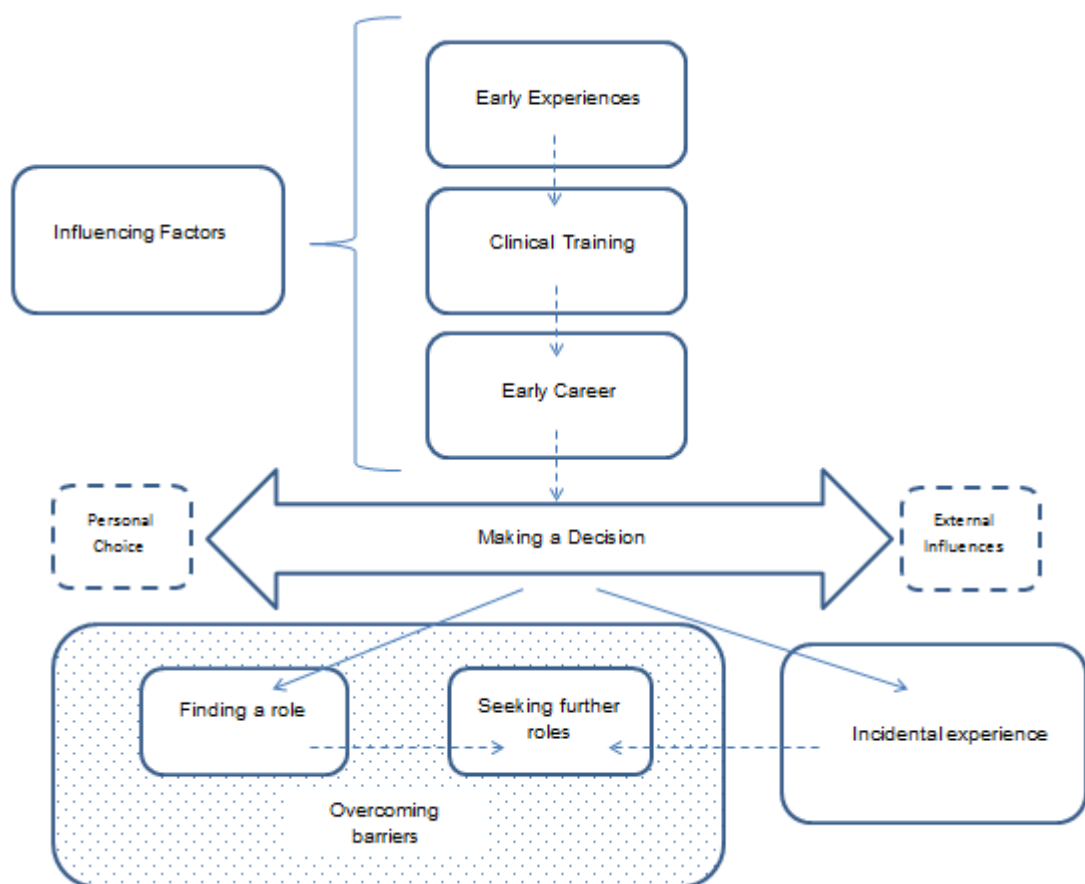 Early Experiences
Influencing Factors
Clinical Training
Early Career
Personal
Choice
Making a Decision
External
Influences
Finding a role
Seeking further
roles
Incidental experience
Overcoming
barriers